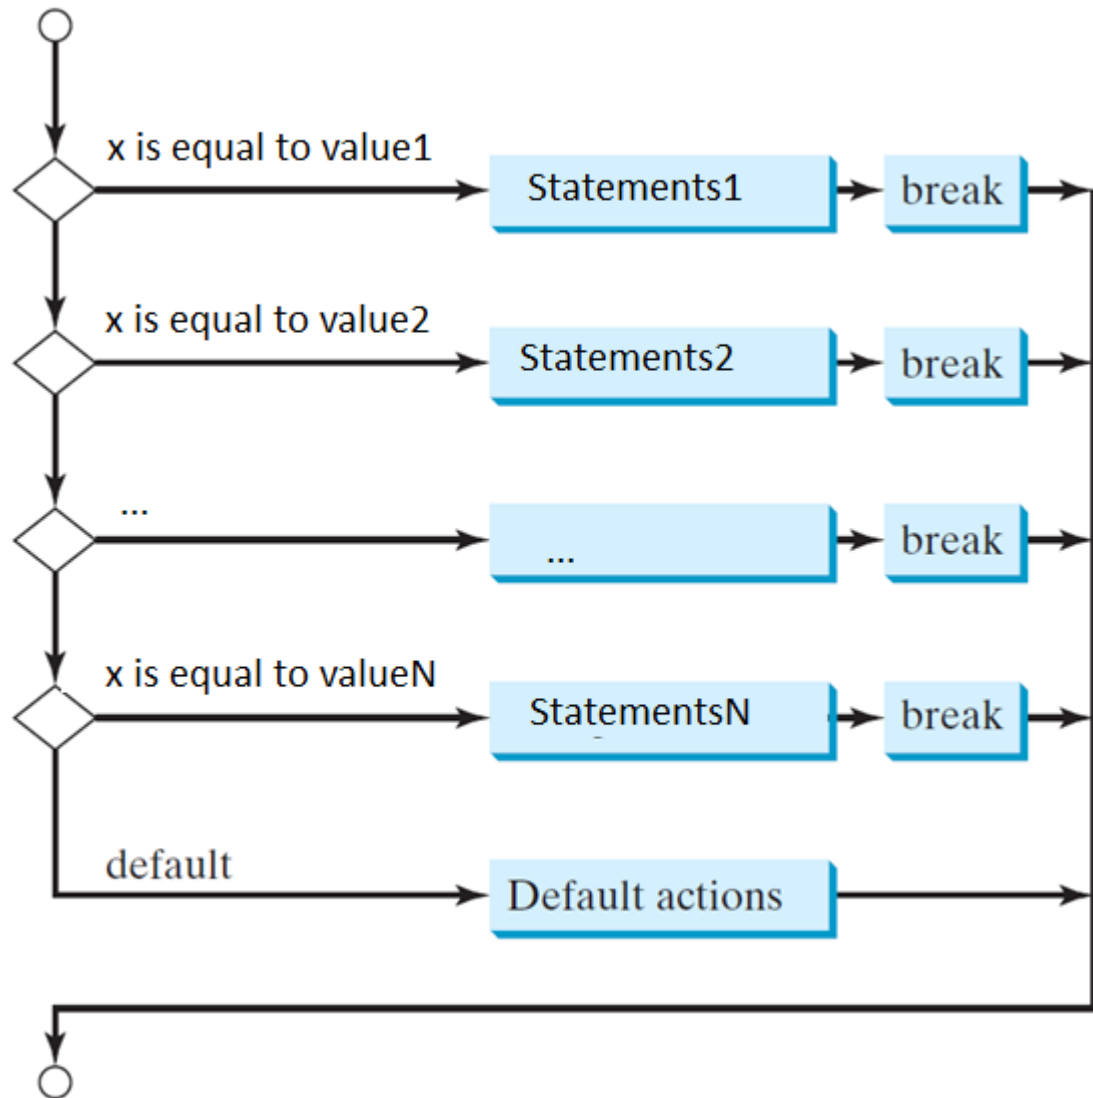 x is equal to value1
Statements1
break
x is equal to value2
Statements2
break
...
...
break
x is equal to valueN
StatementsN
break
default
Default actions